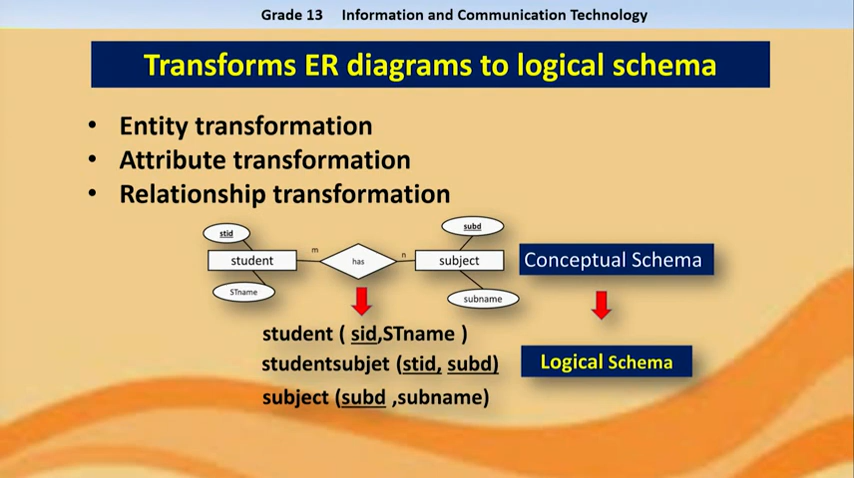 Grade 13 Information and Communication Technology
Transforms ER diagrams to logical schema
• Entity transformation
• Attribute transformation
• Relationship transformation
stid
subd
student
m
has
n
subject
Conceptual Schema
STname
subname
student ( sid,STname )
studentsubjet (stid, subd)
Logical Schema
subject (subd ,subname)